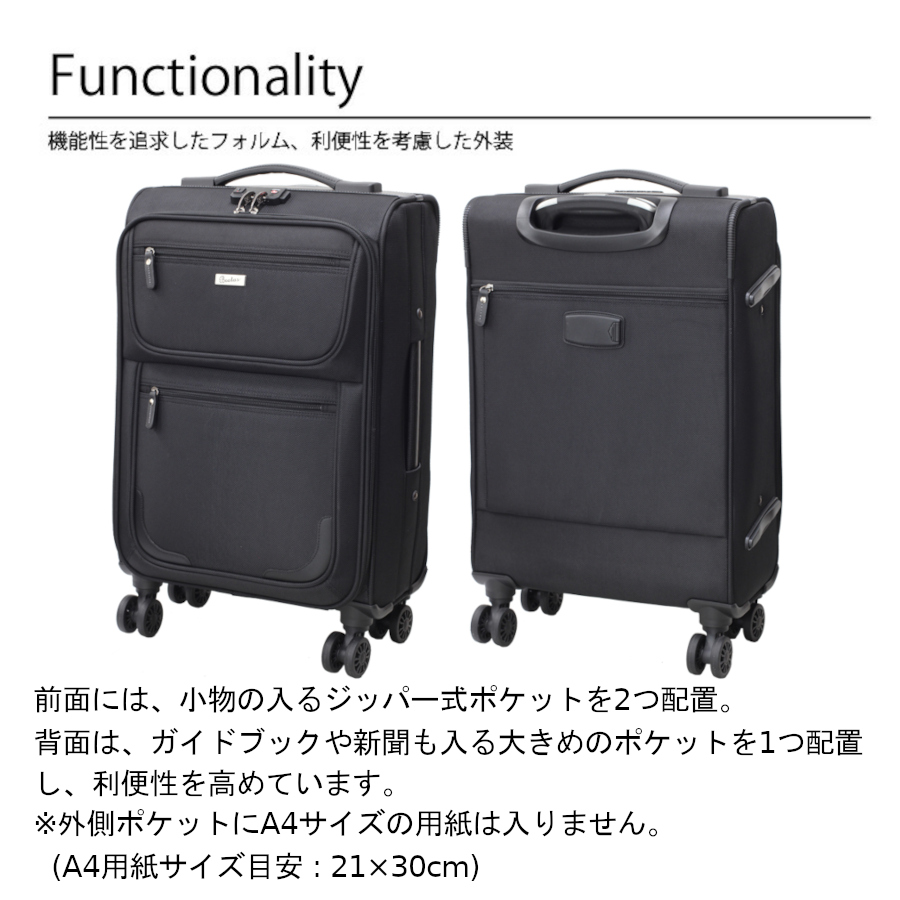 Functionality
機能性を追求したフォルム、利便性を考慮した外装
前面には、小物の入るジッパー式ポケットを2つ配置。
背面は、ガイドブックや新聞も入る大きめのポケットを1つ配置
し、利便性を高めています。
※外側ポケットにA4サイズの用紙は入りません。
(A4用紙サイズ目安：21×30cm)